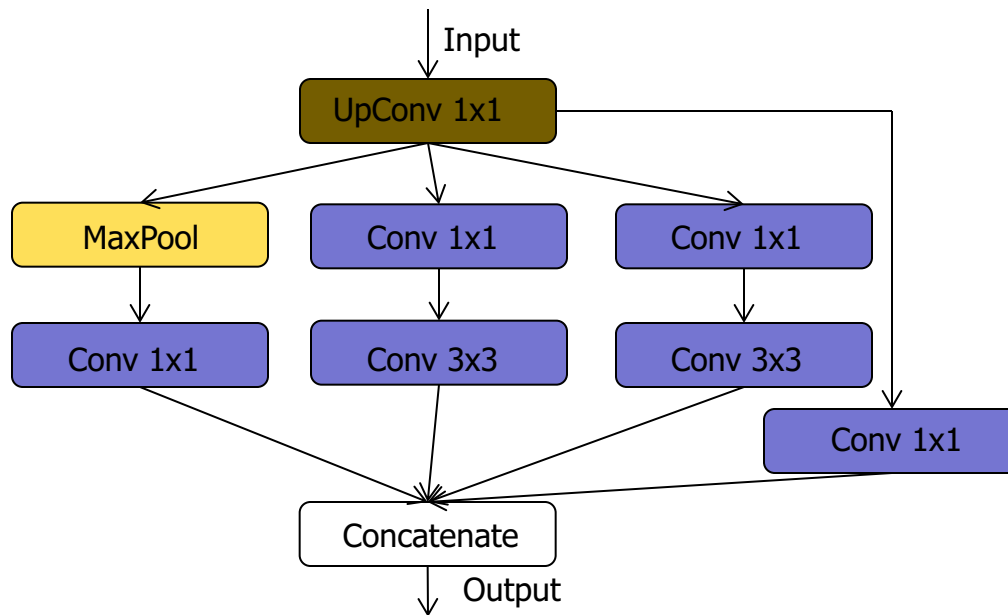 Input
UpConv 1x1
MaxPool
Conv 1x1
Conv 1x1
Conv 1x1
Conv 3x3
Conv 3x3
Conv 1x1
Concatenate
Output